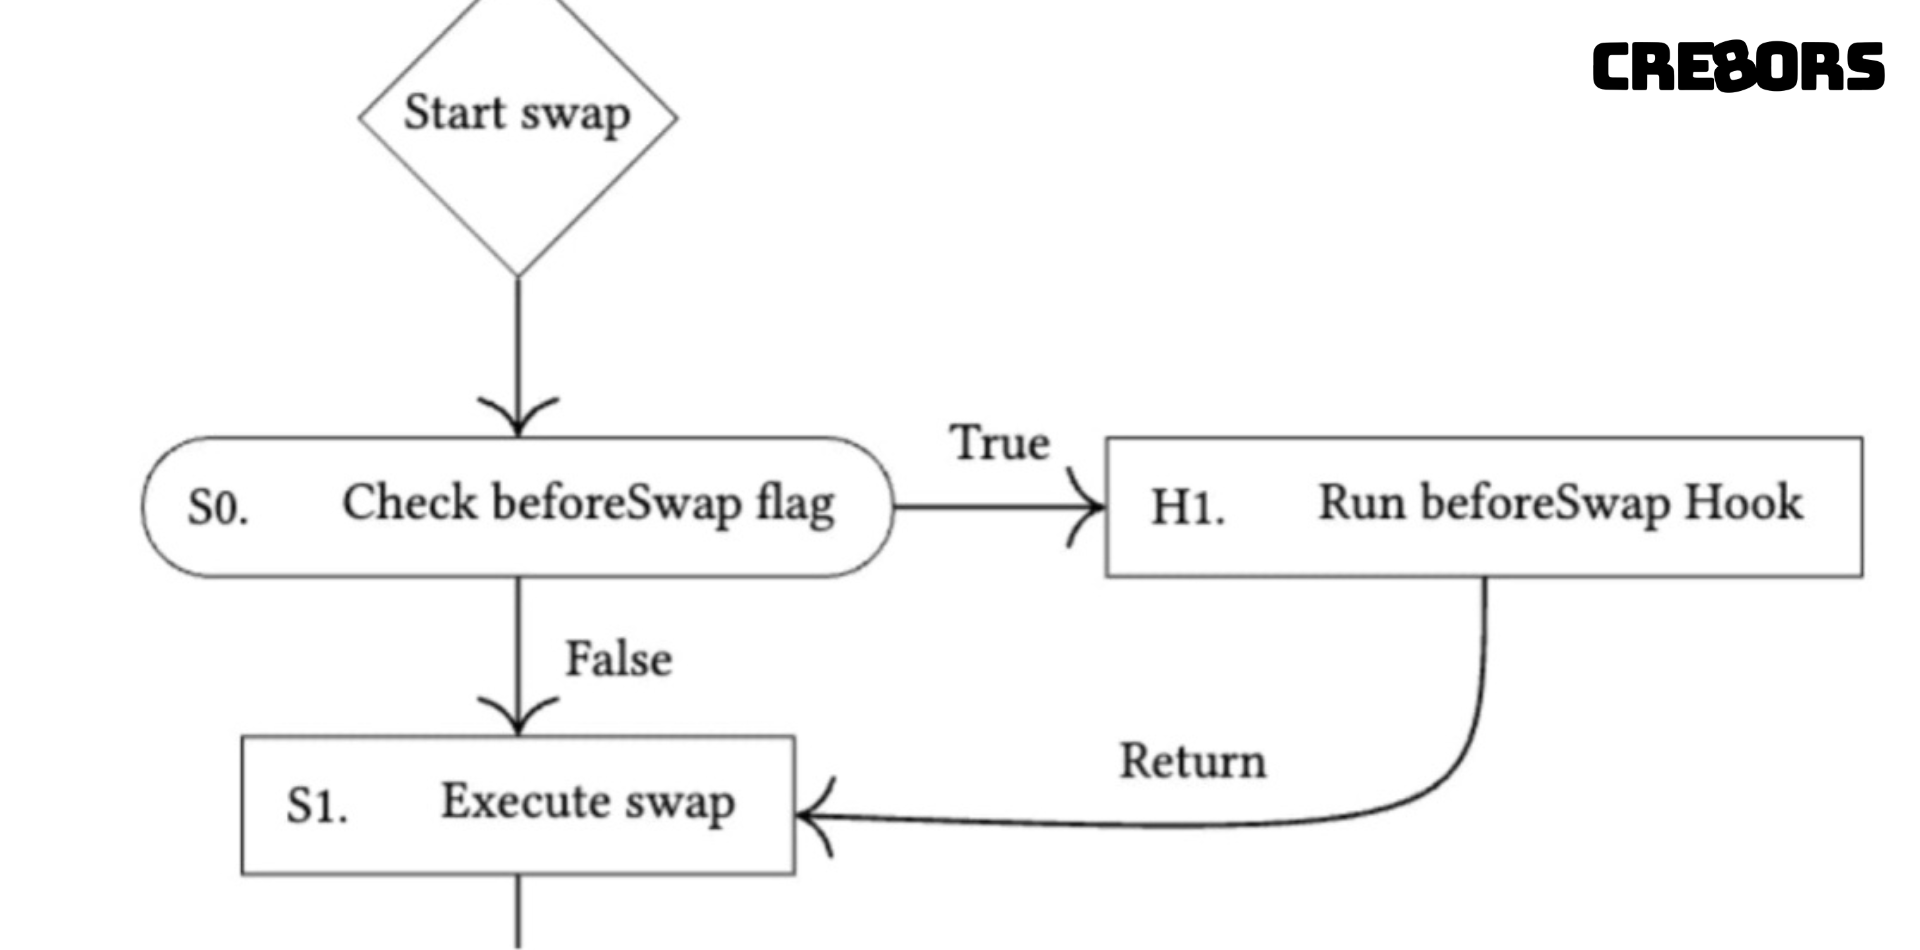 CRE8ORS
Start swap
True
S0. Check beforeSwap flag
H1. Run beforeSwap Hook
False
Return
S1. Execute swap